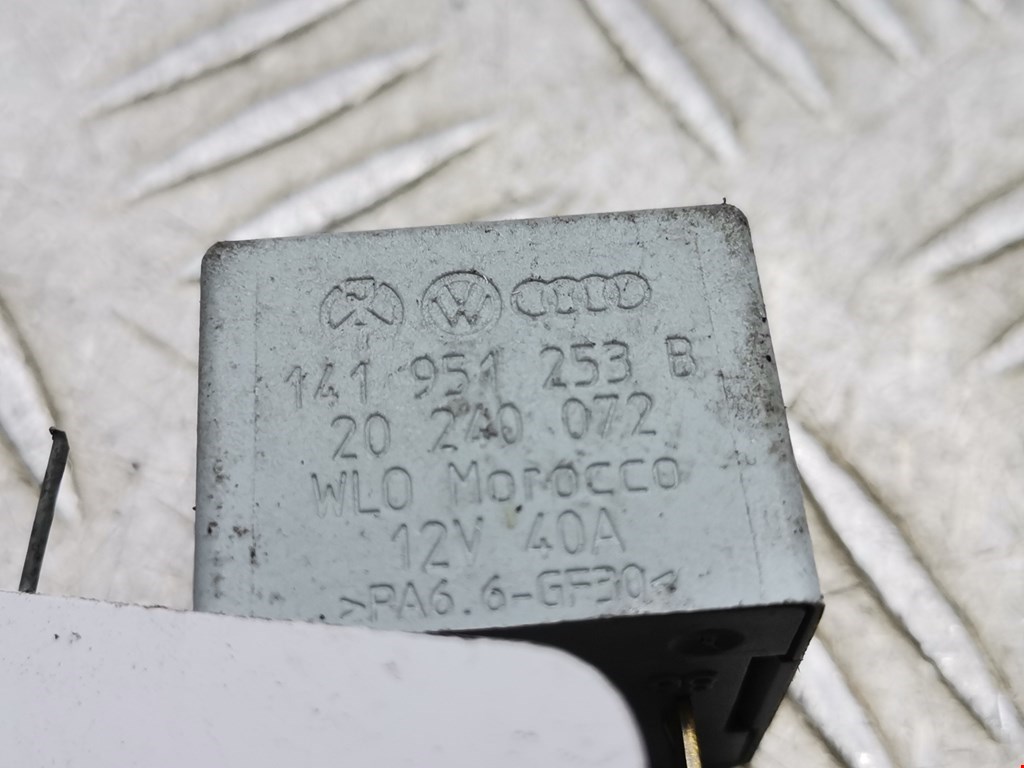 141 951 253 B
20 240 072
WLO Morocco
12V 40A
>PA6.6-GF30<